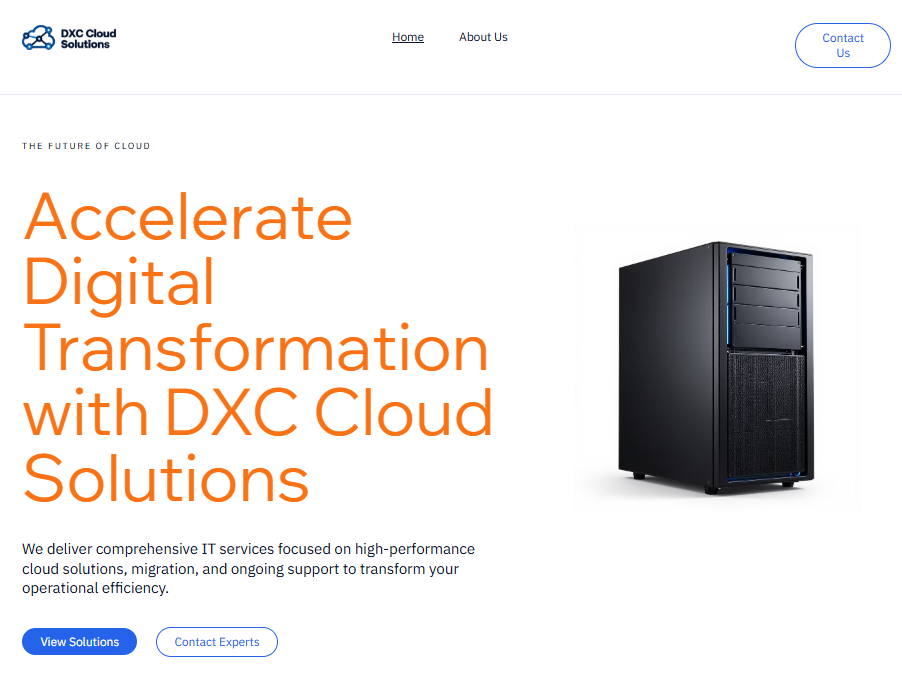 DXC Cloud
Solutions
Home
About Us
Contact
Us
THE FUTURE OF CLOUD
Accelerate
Digital
Transformation
with DXC Cloud
Solutions
We deliver comprehensive IT services focused on high-performance
cloud solutions, migration, and ongoing support to transform your
operational efficiency.
View Solutions
Contact Experts